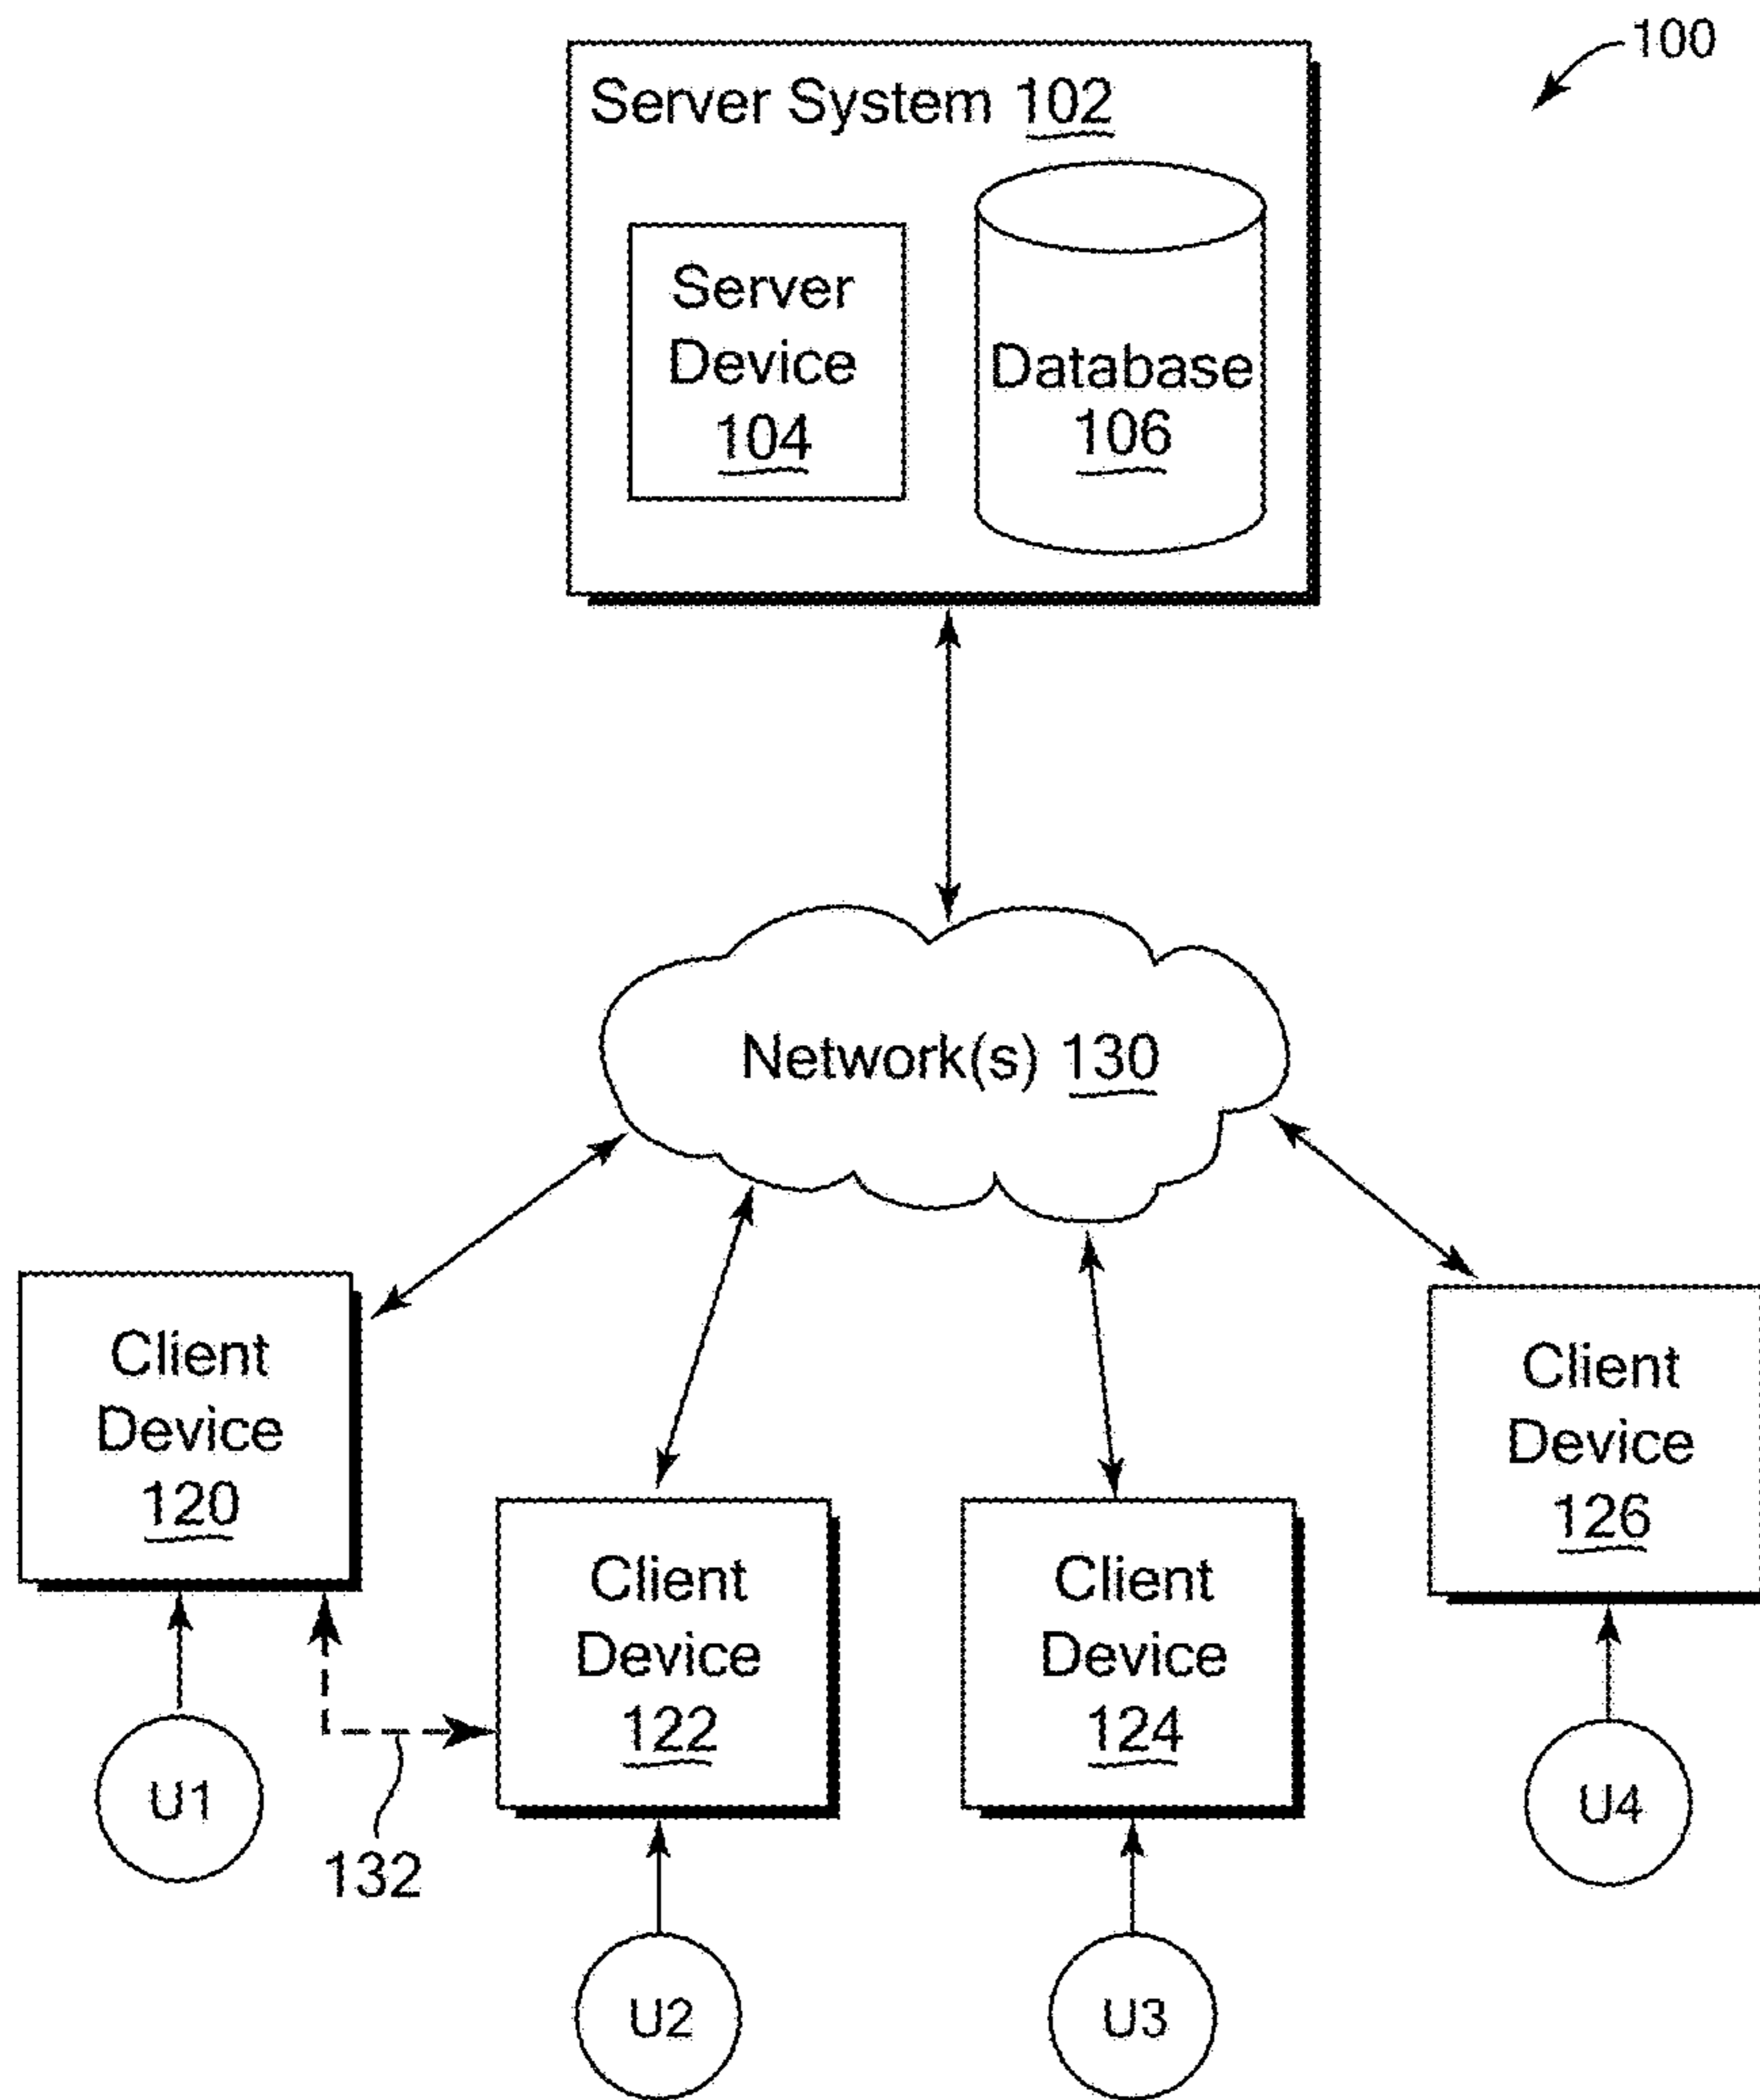 100
Server System 102
Server
Device
104
Database
106
Network(s) 130
Client
Device
120
Client
Device
122
Client
Device
124
Client
Device
126
U1
132
U2
U3
U4